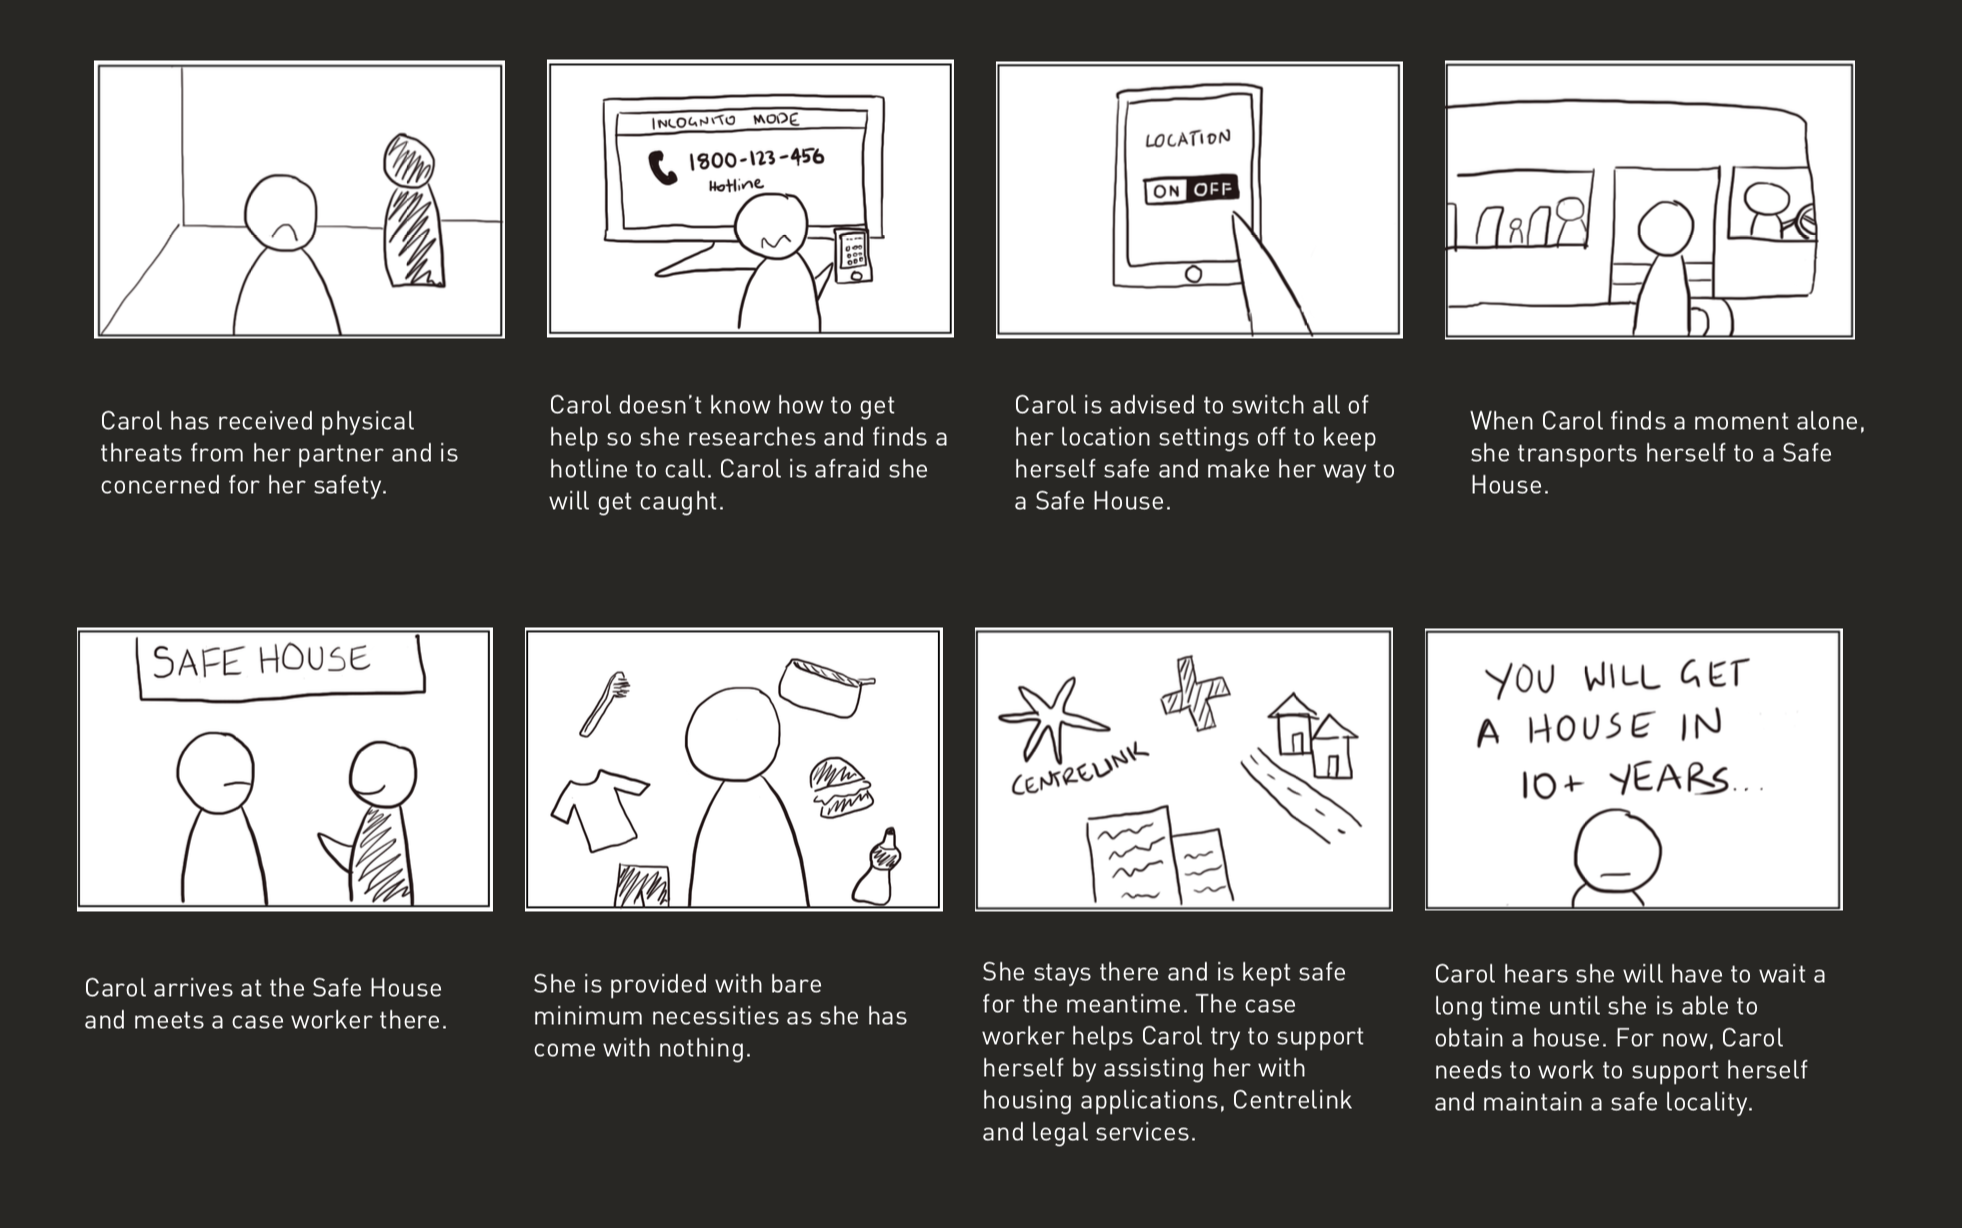 INCOGNITO MODE
1800-123-456
Hotline
LOCATION
ON OFF
Carol has received physical
threats from her partner and is
concerned for her safety.
Carol doesn't know how to get
help so she researches and finds a
hotline to call. Carol is afraid she
will get caught.
Carol is advised to switch all of
her location settings off to keep
herself safe and make her way to
a Safe House.
When Carol finds a moment alone,
she transports herself to a Safe
House.
SAFE HOUSE
CENTRELINK
YOU WILL GET
A HOUSE IN
10+ YEARS...
Carol arrives at the Safe House
and meets a case worker there.
She is provided with bare
minimum necessities as she has
come with nothing.
She stays there and is kept safe
for the meantime. The case
worker helps Carol try to support
herself by assisting her with
housing applications, Centrelink
and legal services.
Carol hears she will have to wait a
long time until she is able to
obtain a house. For now, Carol
needs to work to support herself
and maintain a safe locality.